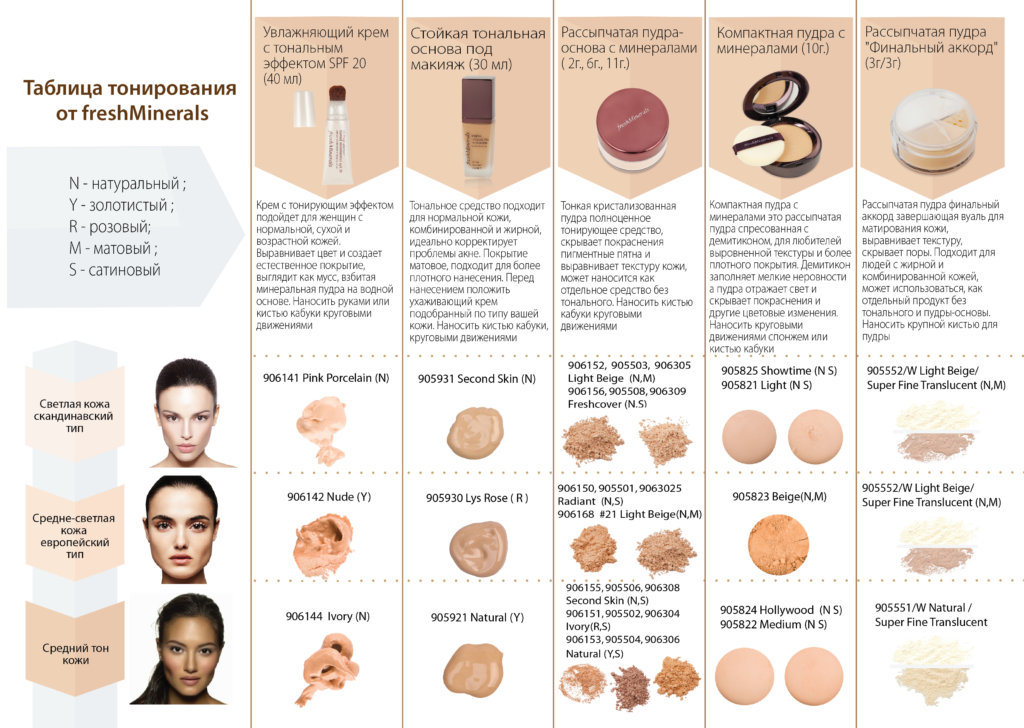 Таблица тонирования
от freshMinerals
N - натуральный ;
Y - золотистый ;
R - розовый;
M - матовый ;
S - сатиновый
Увлажняющий крем
с тональным
эффектом SPF 20
(40 мл)
Крем с тонирующим эффектом
подойдет для женщин с
нормальной, сухой и
возрастной кожей.
Выравнивает цвет и создает
естественное покрытие,
выглядит как мусс, взбитая
минеральная пудра на водной
основе. Наносить руками или
кистью кабуки круговыми
движениями
Стойкая тональная
основа под
макияж (30 мл)
Тональное средство подходит
для нормальной кожи,
комбинированной и жирной,
идеально корректирует
проблемы акне. Покрытие
матовое, подходит для более
плотного нанесения. Перед
нанесением положить
ухаживающий крем
подобранный по типу вашей
кожи. Наносить кистью кабуки,
круговыми движениями
Рассыпчатая пудра-
основа с минералами
( 2г., 6г., 11г.)
freshMinerals
Тонкая кристализованная
пудра полноценное
тонирующее средство,
скрывает покраснения
пигментные пятна и
выравнивает текстуру кожи,
может наносится как
отдельное средство без
тонального. Наносить кистью
кабуки круговыми
движениями
Компактная пудра с
минералами (10г.)
Компактная пудра с
минералами это рассыпчатая
пудра спресованная с
демитиконом, для любителей
выровненной текстуры и более
плотного покрытия. Демитикон
заполняет мелкие неровности
а пудра отражает свет и
скрывает покраснения и
другие цветовые изменения.
Наносить круговыми
движениями спонжем или
кистью кабуки
Рассыпчатая пудра
"Финальный аккорд"
(3г/3г)
Рассыпчатая пудра финальный
аккорд завершающая вуаль для
матирования кожи,
выравнивает текстуру,
скрывает поры. Подходит для
людей с жирной и
комбинированной кожей,
может использоваться, как
отдельный продукт без
тонального и пудры-основы.
Наносить крупной кистью для
пудры
Светлая кожа
скандинавский
тип
906141 Pink Porcelain (N)
905931 Second Skin (N)
906152, 905503, 906305
Light Beige (N,M)
906156, 905508, 906309
Freshcover (N.S)
905825 Showtime (N S)
905821 Light (N S)
905552/W Light Beige/
Super Fine Translucent (N,M)
Средне-светлая
кожа
европейский
тип
906142 Nude (Y)
905930 Lys Rose ( R )
906150, 905501, 9063025
Radiant (N,S)
906168 #21 Light Beige(N,M)
905823 Beige(N,M)
905552/W Light Beige/
Super Fine Translucent (N,M)
Средний тон
кожи
906144 Ivory (N)
905921 Natural (Y)
906155, 905506, 906308
Second Skin (N,S)
906151, 905502, 906304
Ivory(R,S)
906153, 905504, 906306
Natural (Y,S)
905824 Hollywood (N S)
905822 Medium (N S)
905551/W Natural /
Super Fine Translucent